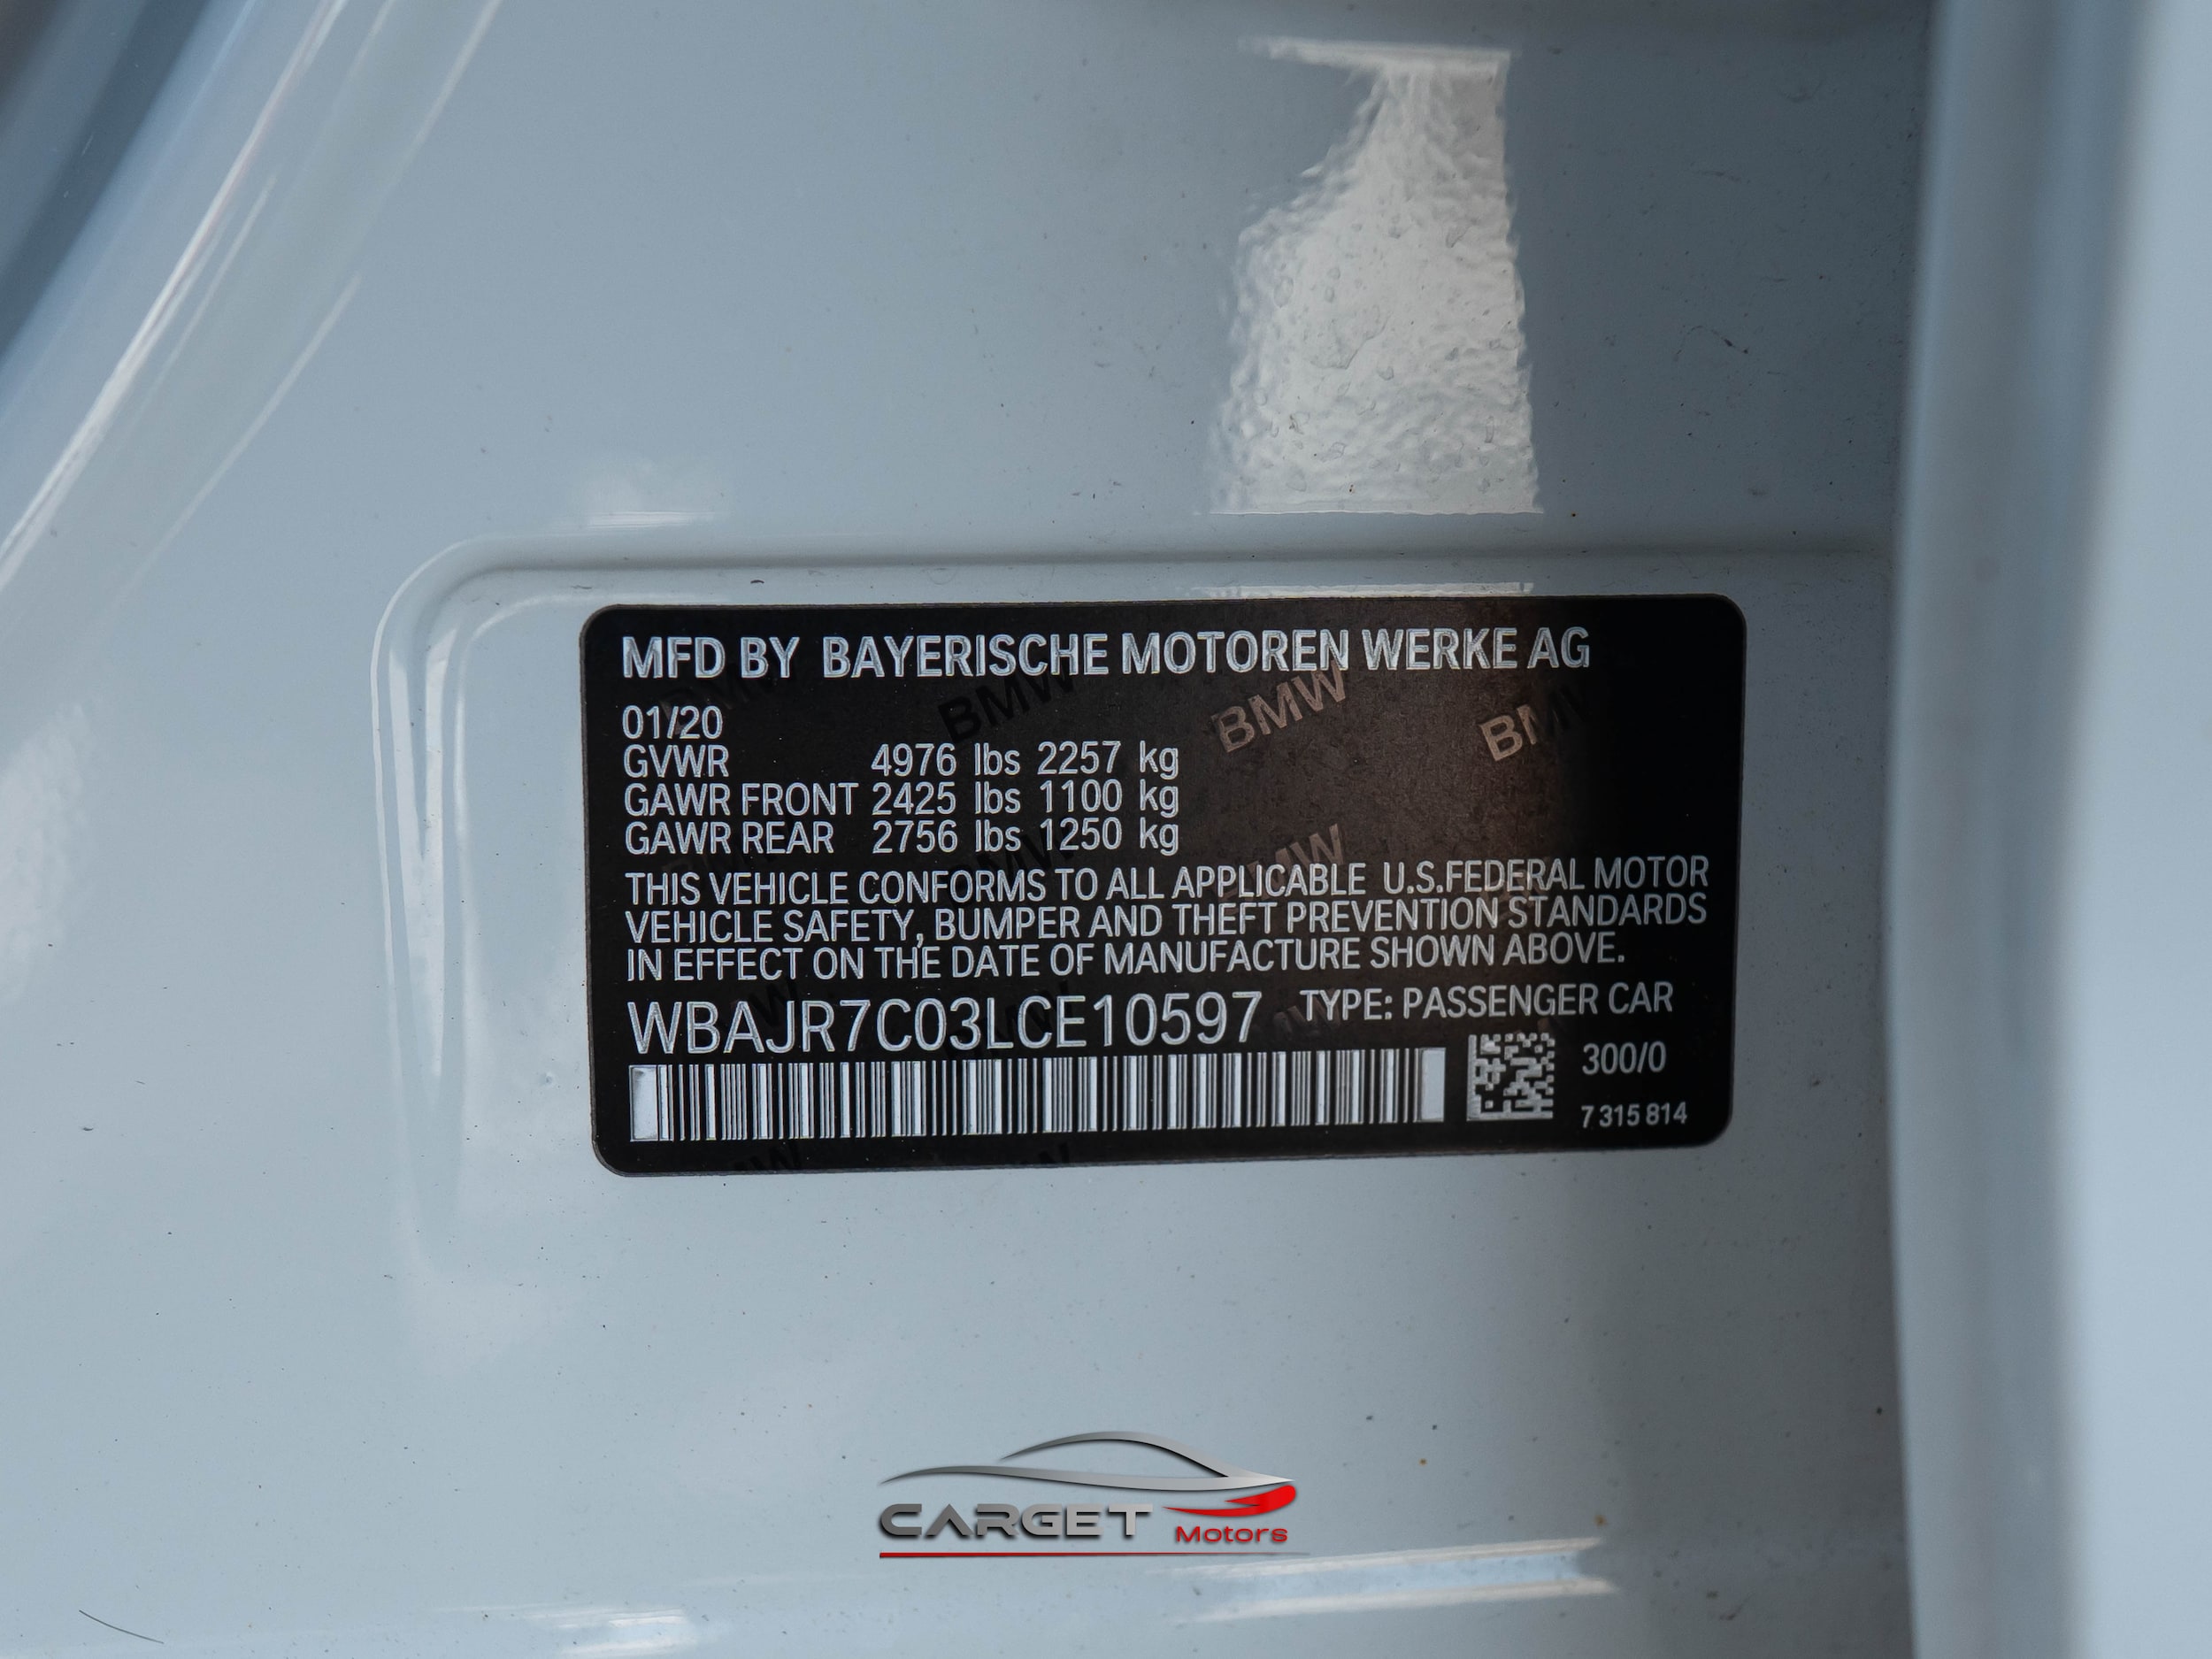 MFD BY BAYERISCHE MOTOREN WERKE AG
01/20
GVWR 4976 lbs 2257 kg
GAWR FRONT 2425 lbs 1100 kg
GAWR REAR 2756 lbs 1250 kg
THIS VEHICLE CONFORMS TO ALL APPLICABLE U.S.FEDERAL MOTOR
VEHICLE SAFETY, BUMPER AND THEFT PREVENTION STANDARDS
IN EFFECT ON THE DATE OF MANUFACTURE SHOWN ABOVE.
WBAJR7C03LCE10597 TYPE: PASSENGER CAR
300/0
7 315 814
BMW BMW BMW
CARGET
Motors